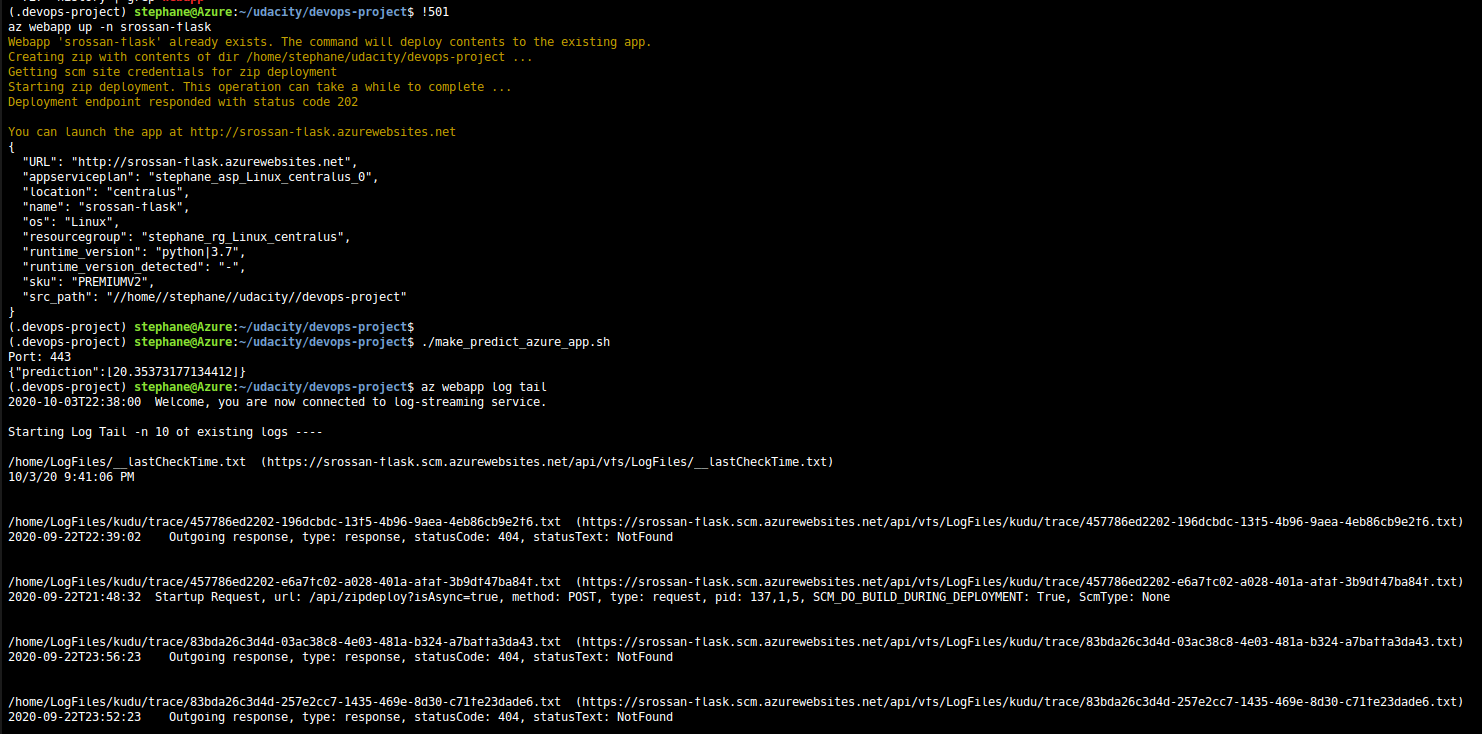 (.devops-project) stephane@Azure:~/udacity/devops-project$ !501
az webapp up -n srossan-flask
Webapp 'srossan-flask' already exists. The command will deploy contents to the existing app.
Creating zip with contents of dir /home/stephane/udacity/devops-project ...
Getting scm site credentials for zip deployment
Starting zip deployment. This operation can take a while to complete ...
Deployment endpoint responded with status code 202
You can launch the app at http://srossan-flask.azurewebsites.net
{
"URL": "http://srossan-flask.azurewebsites.net",
"appserviceplan": "stephane_asp_Linux_centralus_0",
"location": "centralus",
"name": "srossan-flask",
"os": "Linux",
"resourcegroup": "stephane_rg_Linux_centralus",
"runtime_version": "python|3.7",
"runtime_version_detected": "-",
"sku": "PREMIUMV2",
"src_path": "//home//stephane//udacity//devops-project"
}
(.devops-project) stephane@Azure:~/udacity/devops-project$
(.devops-project) stephane@Azure:~/udacity/devops-project$ ./make_predict_azure_app.sh
Port: 443
{"prediction":[20.35373177134412]}
(.devops-project) stephane@Azure:~/udacity/devops-project$ az webapp log tail
2020-10-03T22:38:00  Welcome, you are now connected to log-streaming service.
Starting Log Tail -n 10 of existing logs ----
/home/LogFiles/__lastCheckTime.txt  (https://srossan-flask.scm.azurewebsites.net/api/vfs/LogFiles/__lastCheckTime.txt)
10/3/20 9:41:06 PM
/home/LogFiles/kudu/trace/457786ed2202-196dcbdc-13f5-4b96-9aea-4eb86cb9e2f6.txt  (https://srossan-flask.scm.azurewebsites.net/api/vfs/LogFiles/kudu/trace/457786ed2202-196dcbdc-13f5-4b96-9aea-4eb86cb9e2f6.txt)
2020-09-22T22:39:02    Outgoing response, type: response, statusCode: 404, statusText: NotFound
/home/LogFiles/kudu/trace/457786ed2202-e6a7fc02-a028-401a-afaf-3b9df47ba84f.txt  (https://srossan-flask.scm.azurewebsites.net/api/vfs/LogFiles/kudu/trace/457786ed2202-e6a7fc02-a028-401a-afaf-3b9df47ba84f.txt)
2020-09-22T21:48:32  Startup Request, url: /api/zipdeploy?isAsync=true, method: POST, type: request, pid: 137,1,5, SCM_DO_BUILD_DURING_DEPLOYMENT: True, ScmType: None
/home/LogFiles/kudu/trace/83bda26c3d4d-03ac38c8-4e03-481a-b324-a7baffa3da43.txt  (https://srossan-flask.scm.azurewebsites.net/api/vfs/LogFiles/kudu/trace/83bda26c3d4d-03ac38c8-4e03-481a-b324-a7baffa3da43.txt)
2020-09-22T23:56:23    Outgoing response, type: response, statusCode: 404, statusText: NotFound
/home/LogFiles/kudu/trace/83bda26c3d4d-257e2cc7-1435-469e-8d30-c71fe23dade6.txt  (https://srossan-flask.scm.azurewebsites.net/api/vfs/LogFiles/kudu/trace/83bda26c3d4d-257e2cc7-1435-469e-8d30-c71fe23dade6.txt)
2020-09-22T23:52:23    Outgoing response, type: response, statusCode: 404, statusText: NotFound